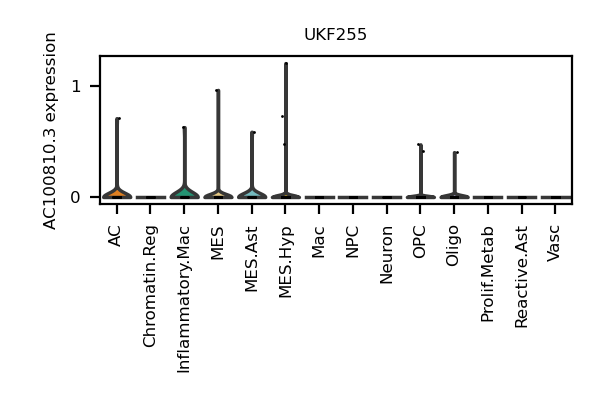 UKF255
AC100810.3 expression
1
0
AC
Chromatin.Reg
Inflammatory.Mac
MES
MES.Ast
MES.Hyp
Mac
NPC
Neuron
OPC
Oligo
Prolif.Metab
Reactive.Ast
Vasc